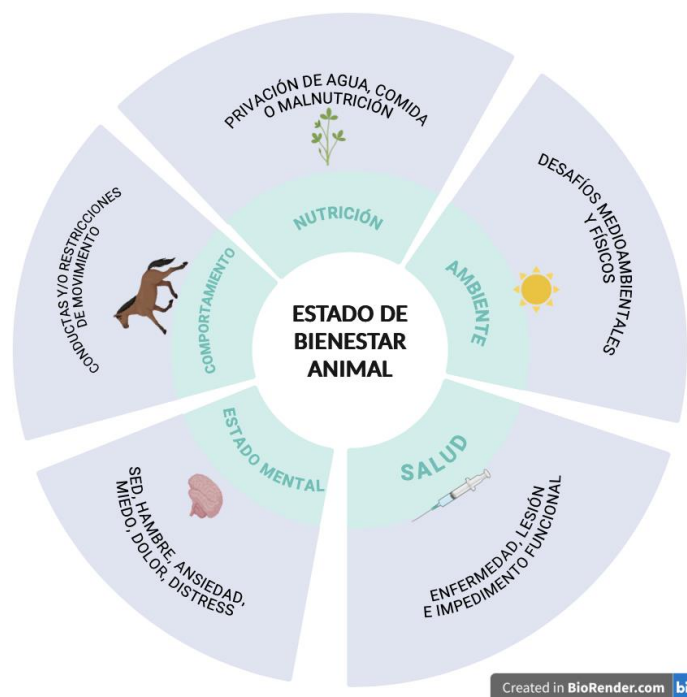 PRIVACIÓN DE AGUA, COMIDA
O MALNUTRICIÓN
NUTRICIÓN
DESAFÍOS MEDIOAMBIENTALES
Y FÍSICOS
AMBIENTE
ENFERMEDAD, LESIÓN
E IMPEDIMENTO FUNCIONAL
SALUD
SED, HAMBRE, ANSIEDAD,
MIEDO, DOLOR, DISTRESS
ESTADO MENTAL
CONDUCTAS Y/O RESTRICCIONES
DE MOVIMIENTO
COMPORTAMIENTO
ESTADO DE
BIENESTAR
ANIMAL
Created in BioRender.com bi